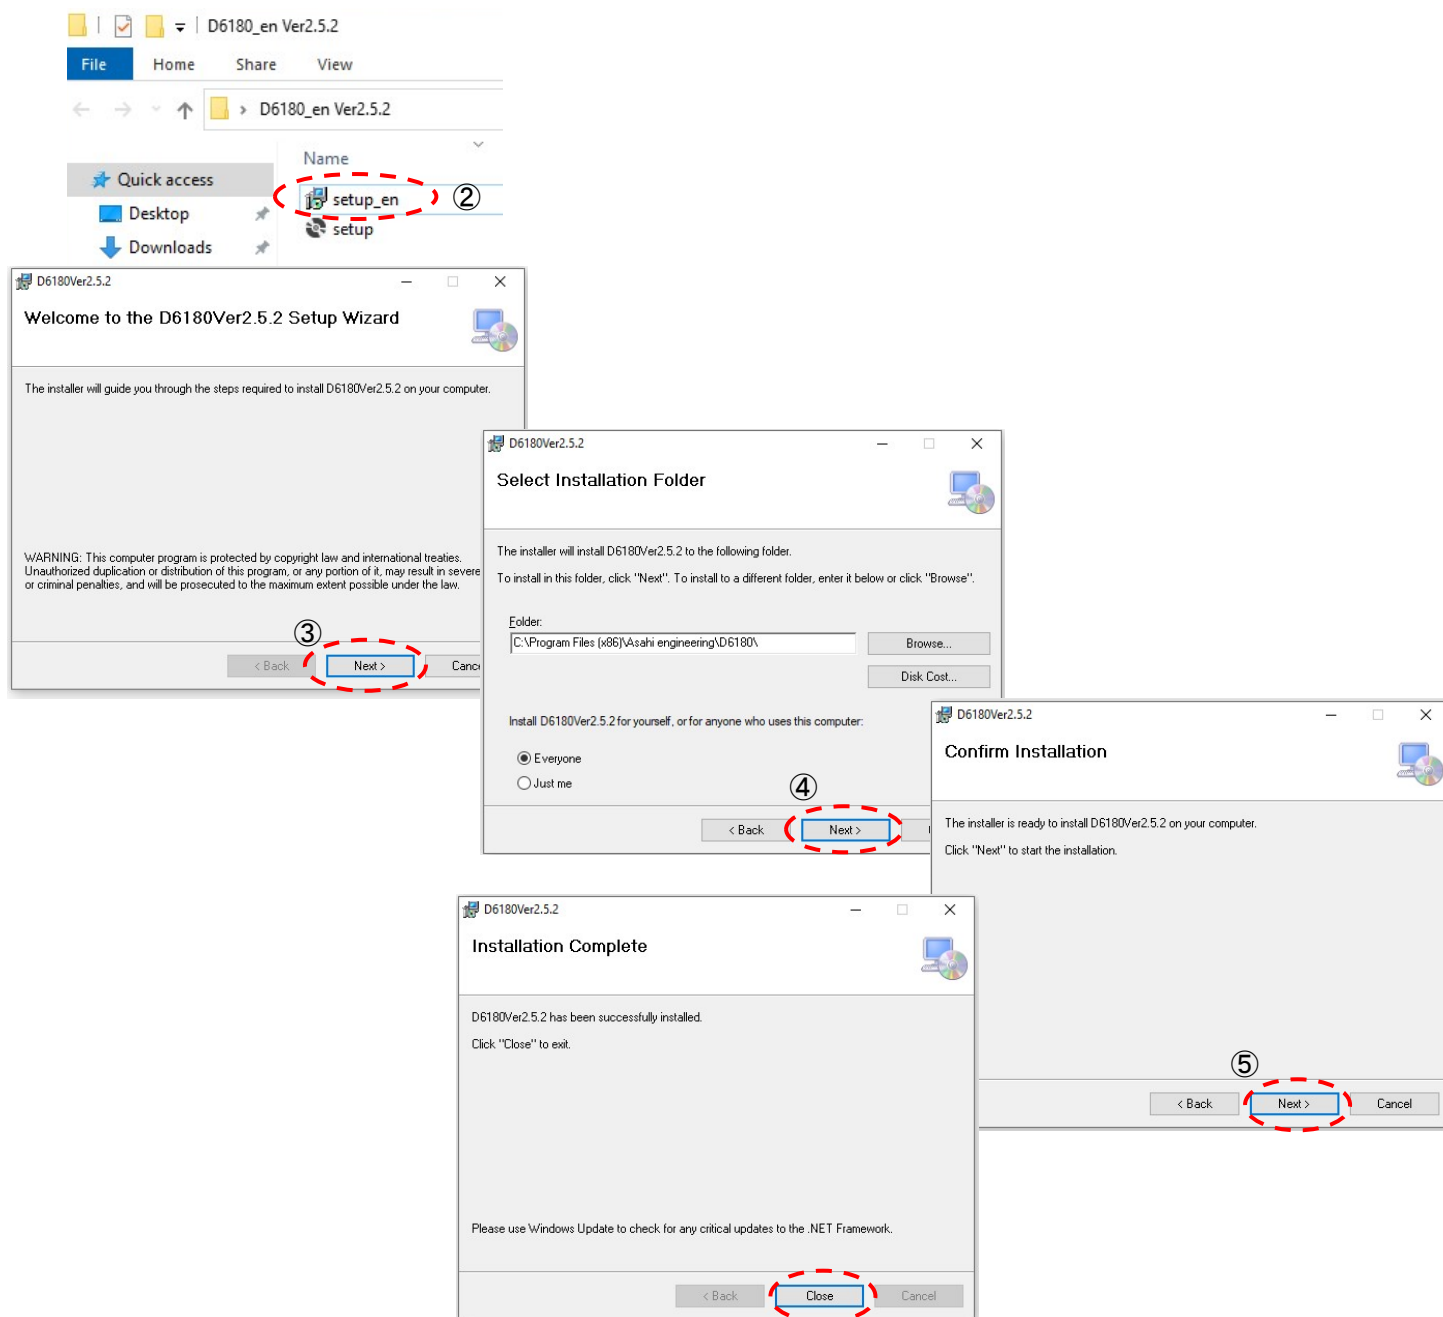 D6180_en Ver2.5.2
File Home Share View
D6180_en Ver2.5.2
Name
Quick access
setup_en ②
Desktop
setup
Downloads
D6180Ver2.5.2
Welcome to the D6180Ver2.5.2 Setup Wizard
The installer will guide you through the steps required to install D6180Ver2.5.2 on your computer.
WARNING: This computer program is protected by copyright law and international treaties.
Unauthorized duplication or distribution of this program, or any portion of it, may result in severe
or criminal penalties, and will be prosecuted to the maximum extent possible under the law.
③
< Back Next > Cance
D6180Ver2.5.2
Select Installation Folder
The installer will install D6180Ver2.5.2 to the following folder.
To install in this folder, click "Next". To install to a different folder, enter it below or click "Browse".
Folder:
C:\Program Files (x86)\Asahi engineering\D6180\
Browse...
Disk Cost...
Install D6180Ver2.5.2 for yourself, or for anyone who uses this computer:
Everyone
Just me
④
< Back Next >
D6180Ver2.5.2
Confirm Installation
The installer is ready to install D6180Ver2.5.2 on your computer.
Click "Next" to start the installation.
⑤
< Back Next > Cancel
D6180Ver2.5.2
Installation Complete
D6180Ver2.5.2 has been successfully installed.
Click "Close" to exit.
Please use Windows Update to check for any critical updates to the .NET Framework.
< Back Close Cancel